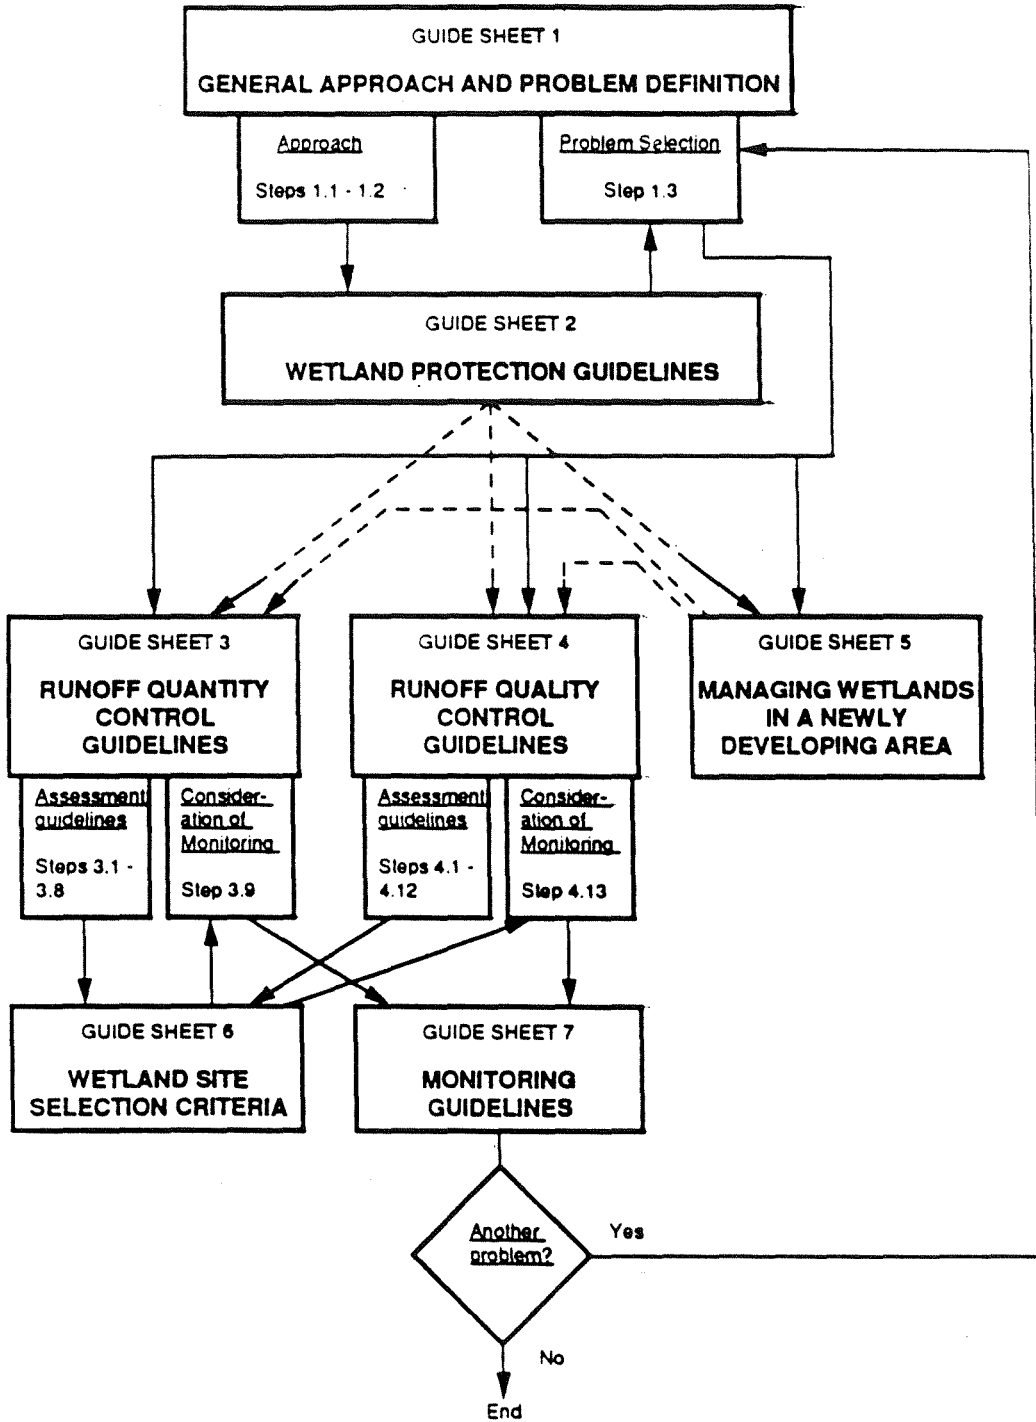 GUIDE SHEET 1
GENERAL APPROACH AND PROBLEM DEFINITION
Approach
Steps 1.1 - 1.2
Problem Selection
Step 1.3
GUIDE SHEET 2
WETLAND PROTECTION GUIDELINES
GUIDE SHEET 3
RUNOFF QUANTITY
CONTROL
GUIDELINES
Assessment
guidelines
Steps 3.1 -
3.8
Consider-
ation of
Monitoring
Step 3.9
GUIDE SHEET 4
RUNOFF QUALITY
CONTROL
GUIDELINES
Assessment
guidelines
Steps 4.1 -
4.12
Consider-
ation of
Monitoring
Step 4.13
GUIDE SHEET 5
MANAGING WETLANDS
IN A NEWLY
DEVELOPING AREA
GUIDE SHEET 6
WETLAND SITE
SELECTION CRITERIA
GUIDE SHEET 7
MONITORING
GUIDELINES
Another
problem?
Yes
No
End